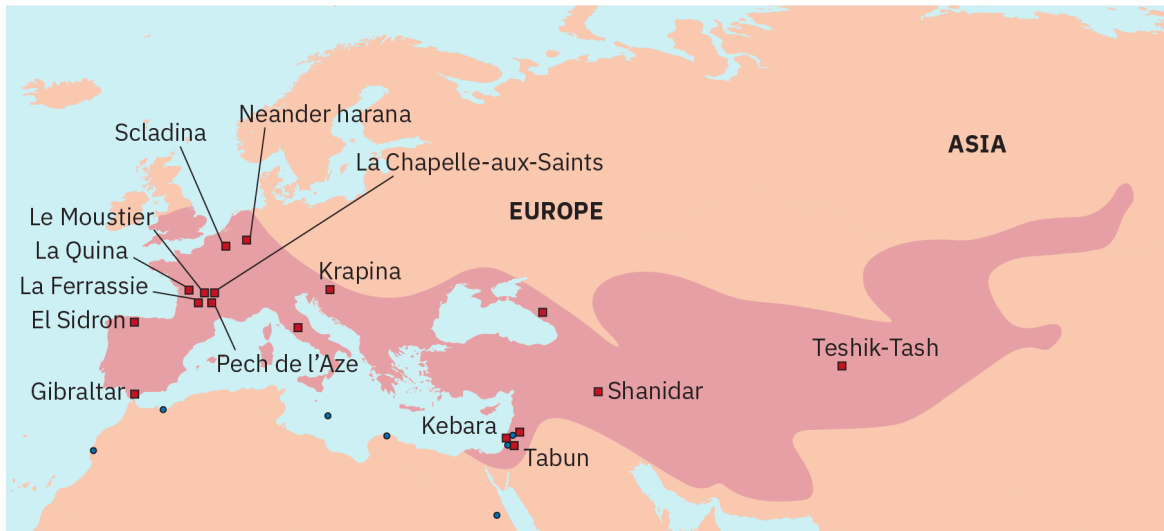 Neander harana
Scladina
ASIA
La Chapelle-aux-Saints
EUROPE
Le Moustier
La Quina
Krapina
La Ferrassie
El Sidron
Teshik-Tash
Pech de l’Aze
Gibraltar
Shanidar
Kebara
Tabun